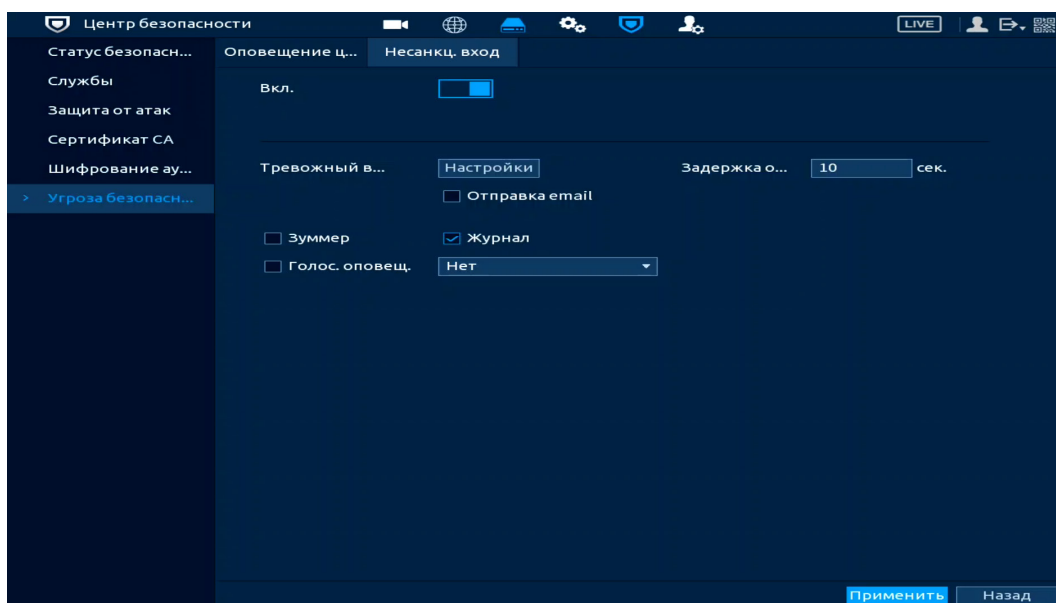 Центр безопасности
LIVE
Статус безопасн...
Службы
Защита от атак
Сертификат CA
Шифрование ау...
> Угроза безопасн...
Оповещение ц...
Несанкц. вход
Вкл.
Тревожный в...
Настройки
Задержка о...
10
сек.
Отправка email
Зуммер
Журнал
Голос. оповещ.
Нет
Применить
Назад